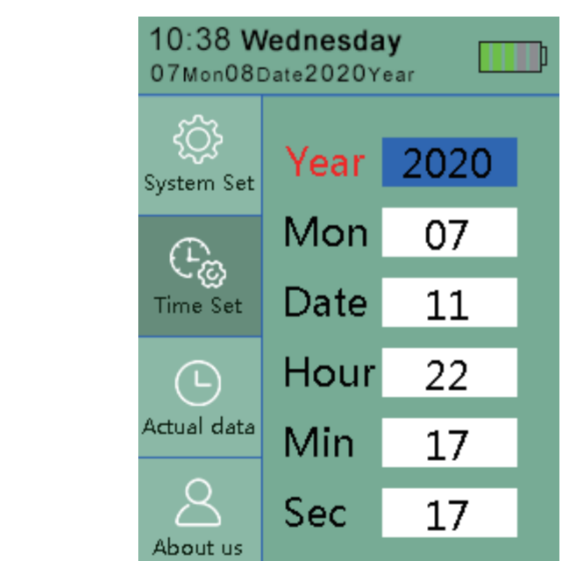 10:38 Wednesday
07Mon08Date2020Year
System Set
Time Set
Actual data
About us
Year 2020
Mon 07
Date 11
Hour 22
Min 17
Sec 17